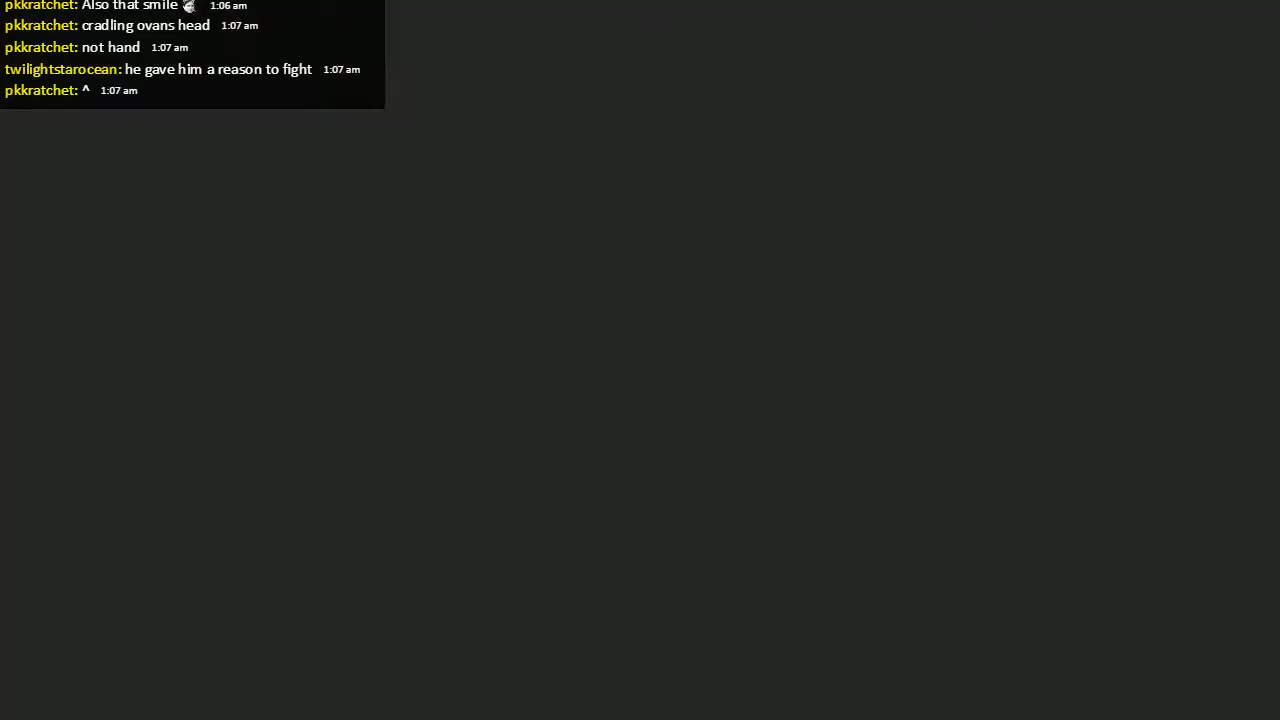 pkkratchet: Also that smile 1:06 am
pkkratchet: cradling ovans head 1:07 am
pkkratchet: not hand 1:07 am
twilightstarocean: he gave him a reason to fight 1:07 am
pkkratchet: ^ 1:07 am